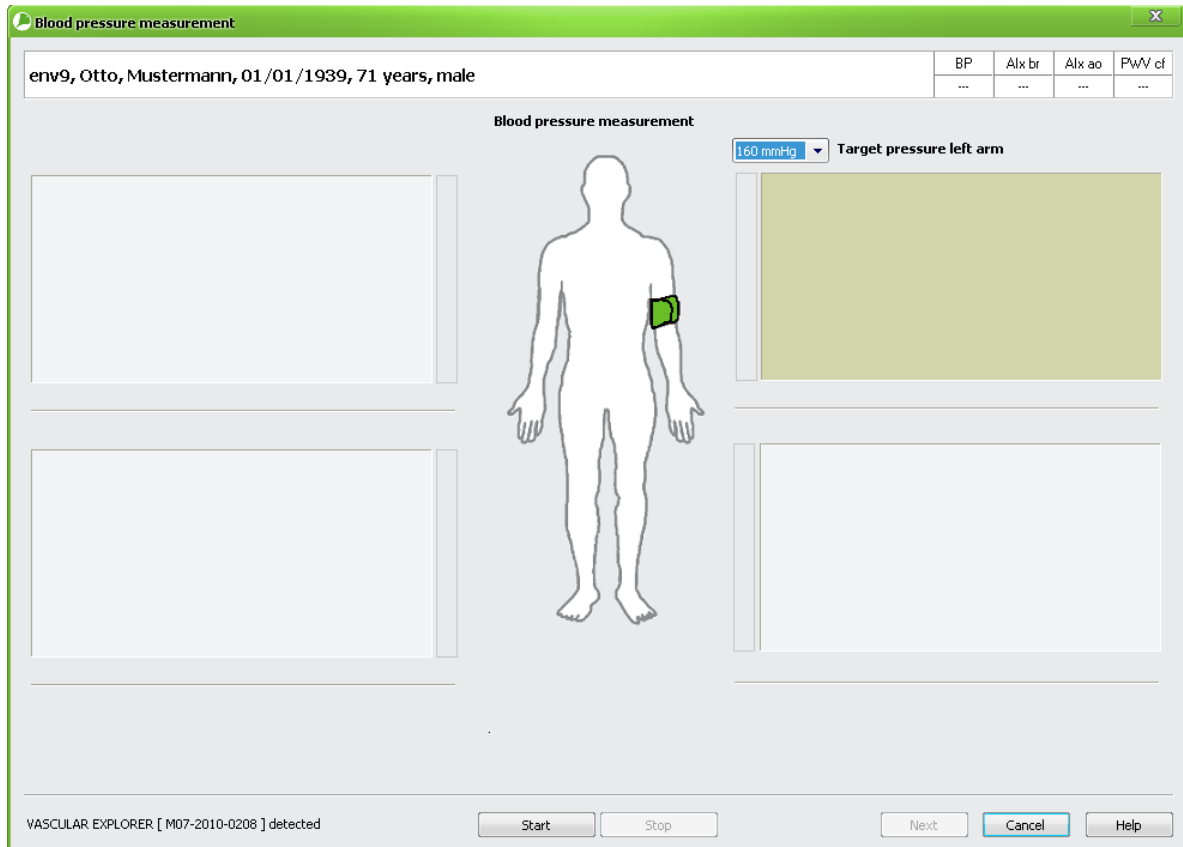 Blood pressure measurement
X
env9, Otto, Mustermann, 01/01/1939, 71 years, male
BP AIx br AIx ao PWV cf
--- --- --- ---
Blood pressure measurement
160 mmHg Target pressure left arm
VASCULAR EXPLORER [ M07-2010-0208 ] detected
Start Stop Next Cancel Help